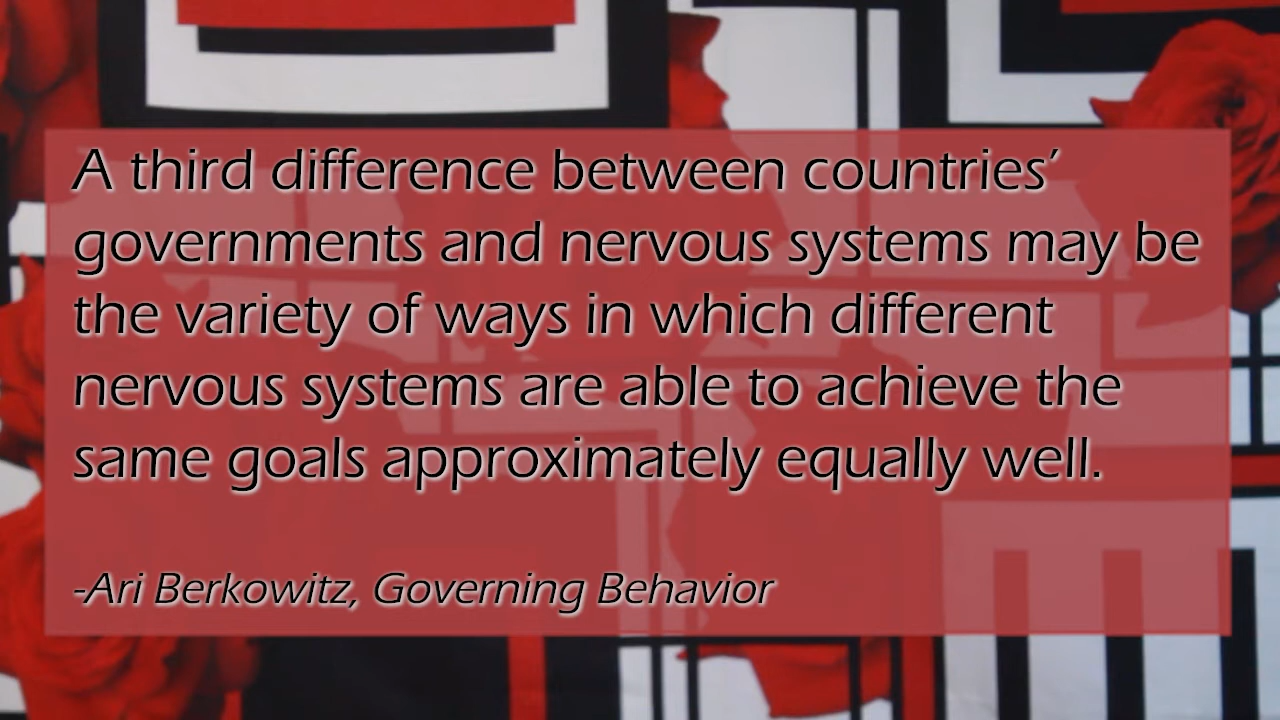 A third difference between countries’
governments and nervous systems may be
the variety of ways in which different
nervous systems are able to achieve the
same goals approximately equally well.
-Ari Berkowitz, Governing Behavior